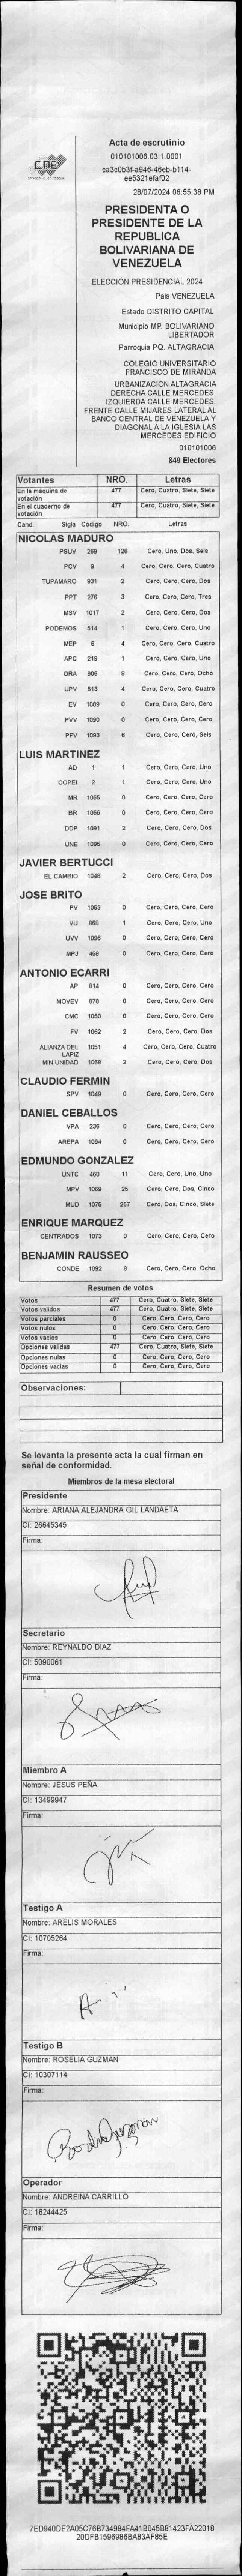 CNE
Acta de escrutinio
010101006.03.1.0001
ca3c0b3f-a946-46eb-b114-
ee5321efaf02
28/07/2024 06:55:38 PM
PRESIDENTA O
PRESIDENTE DE LA
REPUBLICA
BOLIVARIANA DE
VENEZUELA
ELECCIÓN PRESIDENCIAL 2024
Pais VENEZUELA
Estado DISTRITO CAPITAL
Municipio MP. BOLIVARIANO
LIBERTADOR
Parroquia PQ. ALTAGRACIA
COLEGIO UNIVERSITARIO
FRANCISCO DE MIRANDA
URBANIZACION ALTAGRACIA
DERECHA CALLE MERCEDES.
IZQUIERDA CALLE MERCEDES.
FRENTE CALLE MIJARES LATERAL AL
BANCO CENTRAL DE VENEZUELA Y
DIAGONAL A LA IGLESIA LAS
MERCEDES EDIFICIO
010101006
849 Electores
Votantes NRO. Letras
En la máquina de votación 477 Cero, Cuatro, Siete, Siete
En el cuaderno de votación 477 Cero, Cuatro, Siete, Siete
Cand. Sigla Código NRO. Letras
NICOLAS MADURO
PSUV 269 126 Cero, Uno, Dos, Seis
PCV 9 4 Cero, Cero, Cero, Cuatro
TUPAMARO 931 2 Cero, Cero, Cero, Dos
PPT 276 3 Cero, Cero, Cero, Tres
MSV 1017 2 Cero, Cero, Cero, Dos
PODEMOS 514 1 Cero, Cero, Cero, Uno
MEP 6 4 Cero, Cero, Cero, Cuatro
APC 219 1 Cero, Cero, Cero, Uno
ORA 906 8 Cero, Cero, Cero, Ocho
UPV 513 4 Cero, Cero, Cero, Cuatro
EV 1089 0 Cero, Cero, Cero, Cero
PVV 1090 0 Cero, Cero, Cero, Cero
PFV 1093 6 Cero, Cero, Cero, Seis
LUIS MARTINEZ
AD 1 1 Cero, Cero, Cero, Uno
COPEI 2 1 Cero, Cero, Cero, Uno
MR 1065 0 Cero, Cero, Cero, Cero
BR 1066 0 Cero, Cero, Cero, Cero
DDP 1091 2 Cero, Cero, Cero, Dos
UNE 1095 0 Cero, Cero, Cero, Cero
JAVIER BERTUCCI
EL CAMBIO 1048 2 Cero, Cero, Cero, Dos
JOSE BRITO
PV 1053 0 Cero, Cero, Cero, Cero
VU 868 1 Cero, Cero, Cero, Uno
UVV 1096 0 Cero, Cero, Cero, Cero
MPJ 458 0 Cero, Cero, Cero, Cero
ANTONIO ECARRI
AP 814 0 Cero, Cero, Cero, Cero
MOVEV 978 0 Cero, Cero, Cero, Cero
CMC 1050 0 Cero, Cero, Cero, Cero
FV 1052 2 Cero, Cero, Cero, Dos
ALIANZA DEL LAPIZ 1051 4 Cero, Cero, Cero, Cuatro
MIN UNIDAD 1068 2 Cero, Cero, Cero, Dos
CLAUDIO FERMIN
SPV 1049 0 Cero, Cero, Cero, Cero
DANIEL CEBALLOS
VPA 236 0 Cero, Cero, Cero, Cero
AREPA 1094 0 Cero, Cero, Cero, Cero
EDMUNDO GONZALEZ
UNTC 460 11 Cero, Cero, Uno, Uno
MPV 1069 25 Cero, Cero, Dos, Cinco
MUD 1075 257 Cero, Dos, Cinco, Siete
ENRIQUE MARQUEZ
CENTRADOS 1073 0 Cero, Cero, Cero, Cero
BENJAMIN RAUSSEO
CONDE 1092 8 Cero, Cero, Cero, Ocho
Resumen de votos
Votos 477 Cero, Cuatro, Siete, Siete
Votos validos 477 Cero, Cuatro, Siete, Siete
Votos parciales 0 Cero, Cero, Cero, Cero
Votos nulos 0 Cero, Cero, Cero, Cero
Votos vacios 0 Cero, Cero, Cero, Cero
Opciones validas 477 Cero, Cuatro, Siete, Siete
Opciones nulas 0 Cero, Cero, Cero, Cero
Opciones vacias 0 Cero, Cero, Cero, Cero
Observaciones:
Se levanta la presente acta la cual firman en
señal de conformidad.
Miembros de la mesa electoral
Presidente
Nombre: ARIANA ALEJANDRA GIL LANDAETA
CI: 26645345
Firma:
Secretario
Nombre: REYNALDO DIAZ
CI: 5090061
Firma:
Miembro A
Nombre: JESUS PEÑA
CI: 13499947
Firma:
Testigo A
Nombre: ARELIS MORALES
CI: 10705264
Firma:
Testigo B
Nombre: ROSELIA GUZMAN
CI: 10307114
Firma:
Operador
Nombre: ANDREINA CARRILLO
CI: 18244425
Firma:
7ED940DE2A05C76B734984FA41B045B81423FA22018
20DFB1596986BA83AF85E